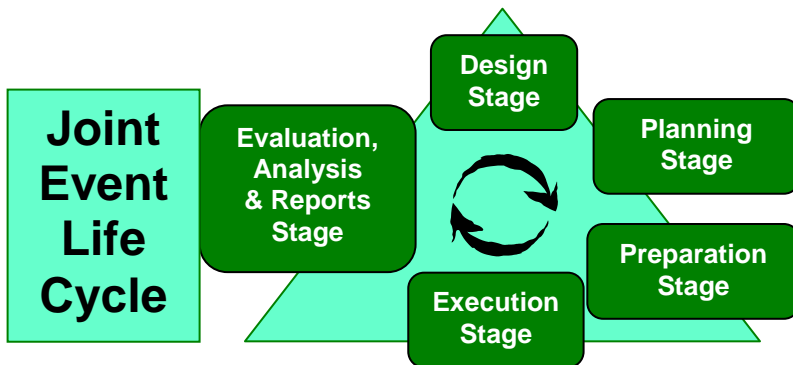 Joint
Event
Life
Cycle
Evaluation,
Analysis
& Reports
Stage
Design
Stage
Planning
Stage
Preparation
Stage
Execution
Stage